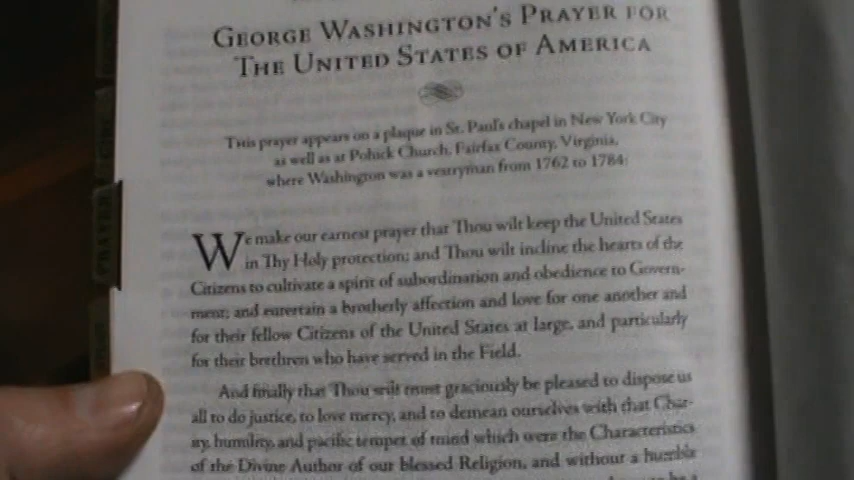 GEORGE WASHINGTON'S PRAYER FOR
THE UNITED STATES OF AMERICA
This prayer appears on a plaque in St. Paul's chapel in New York City
as well as at Pohick Church, Fairfax County, Virginia,
where Washington was a vestryman from 1762 to 1784:
We make our earnest prayer that Thou wilt keep the United States
in Thy Holy protection; and Thou wilt incline the hearts of the
Citizens to cultivate a spirit of subordination and obedience to Govern-
ment; and entertain a brotherly affection and love for one another and
for their fellow Citizens of the United States at large, and particularly
for their brethren who have served in the Field.
And finally that Thou wilt most graciously be pleased to dispose us
all to do justice, to love mercy, and to demean ourselves with that Char-
ity, humility, and pacific temper of mind which were the Characteristics
of the Divine Author of our blessed Religion, and without a humble
PRAYER